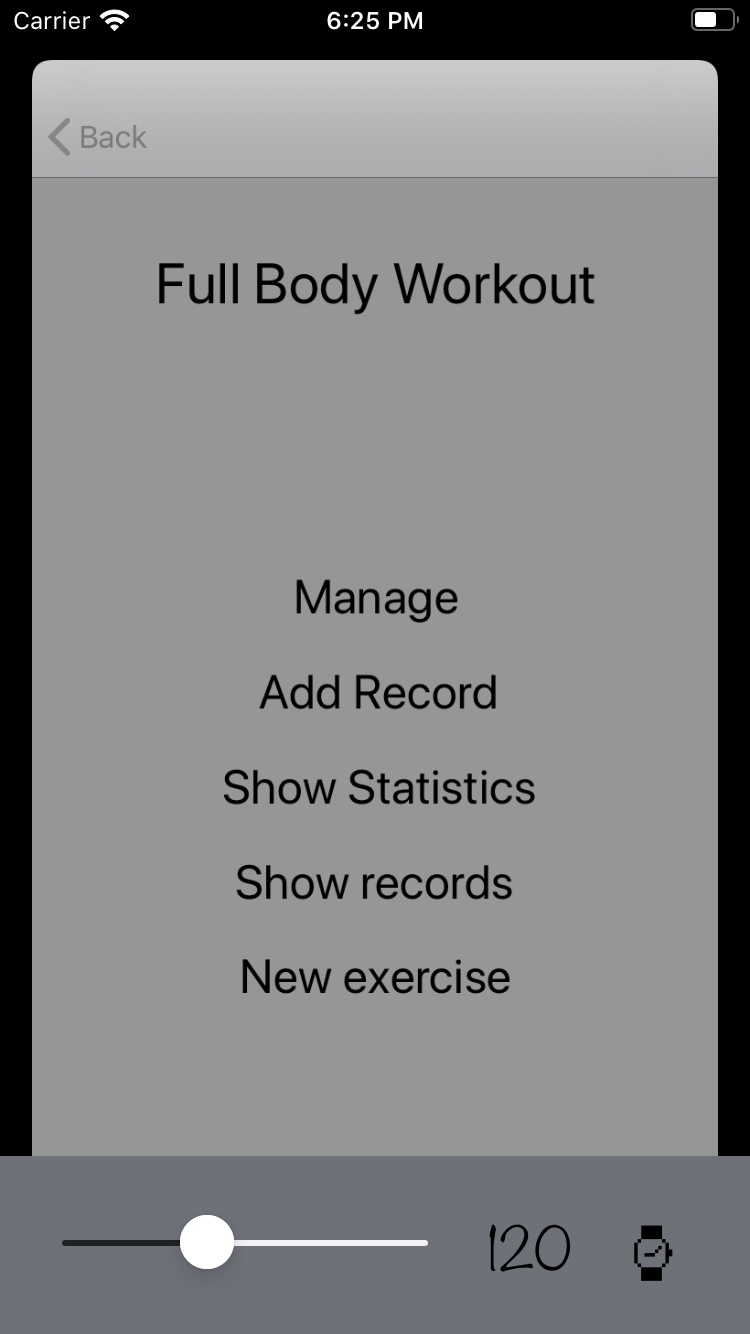 Carrier 6:25 PM
Back
Full Body Workout
Manage
Add Record
Show Statistics
Show records
New exercise
120